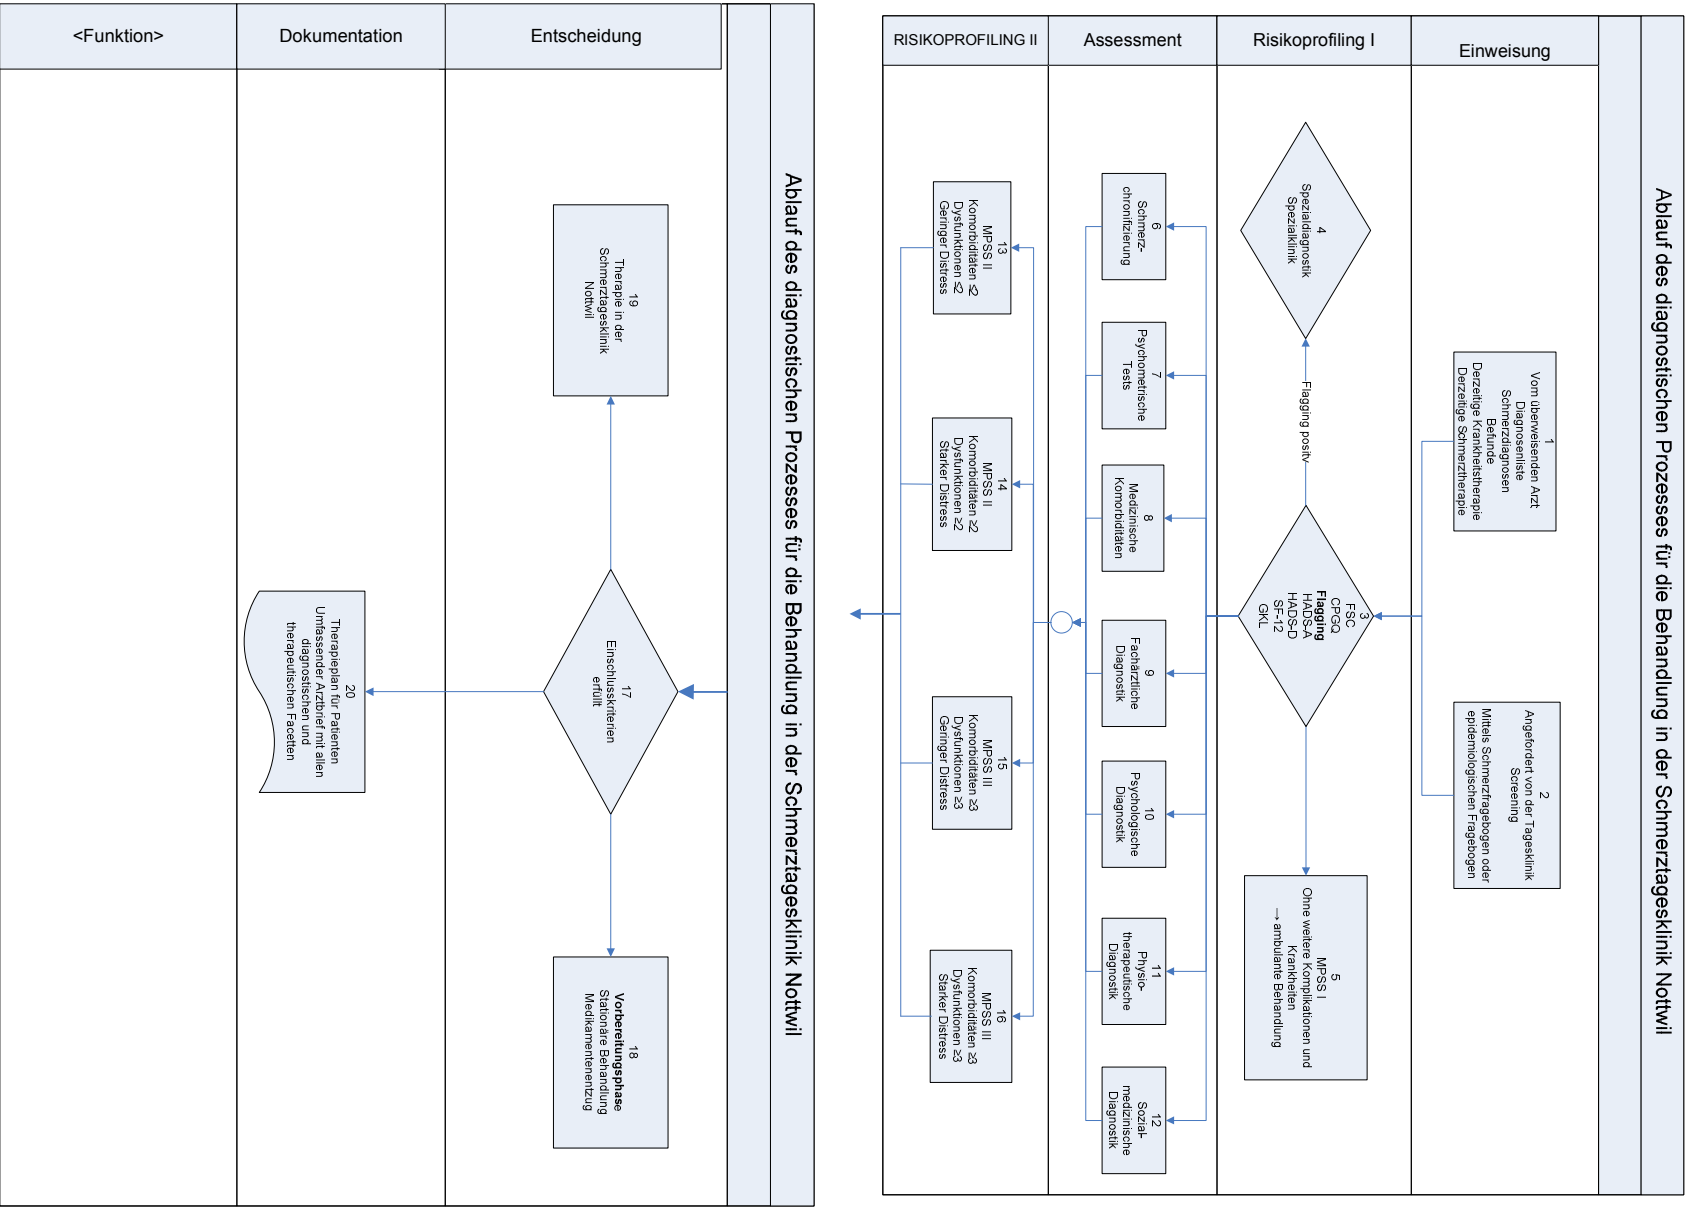 Ablauf des diagnostischen Prozesses für die Behandlung in der Schmerztagesklinik Nottwil
Einweisung
1
Vom überweisenden Arzt
Diagnosenliste
Schmerzdiagnosen
Befunde
Derzeitige Krankheitstherapie
Derzeitige Schmerztherapie
2
Angefordert von der Tagesklinik
Screening
Mittels Schmerzfragebogen oder
epidemiologischen Fragebogen
Risikoprofiling I
3
FSC
CPGQ
Flagging
HADS-A
HADS-D
SF-12
GKL
Flagging positv
4
Spezialdiagnostik
Spezialklinik
5
MPSS I
Ohne weitere Komplikationen und
Krankheiten
→ ambulante Behandlung
Assessment
6
Schmerz-
chronifizierung
7
Psychometrische
Tests
8
Medizinische
Komorbiditäten
9
Fachärztliche
Diagnostik
10
Psychologische
Diagnostik
11
Physio-
therapeutische
Diagnostik
12
Sozial-
medizinische
Diagnostik
RISIKOPROFILING II
13
MPSS II
Komorbiditäten ≤2
Dysfunktionen ≤2
Geringer Distress
14
MPSS II
Komorbiditäten ≥2
Dysfunktionen ≥2
Starker Distress
15
MPSS III
Komorbiditäten ≥3
Dysfunktionen ≥3
Geringer Distress
16
MPSS III
Komorbiditäten ≥3
Dysfunktionen ≥3
Starker Distress
Ablauf des diagnostischen Prozesses für die Behandlung in der Schmerztagesklinik Nottwil
Entscheidung
17
Einschlusskriterien
erfüllt
19
Therapie in der
Schmerztagesklinik
Nottwil
18
Vorbereitungsphase
Stationäre Behandlung
Medikamentenentzug
Dokumentation
20
Therapieplan für Patienten
Umfassender Arztbrief mit allen
diagnostischen und
therapeutischen Facetten
<Funktion>